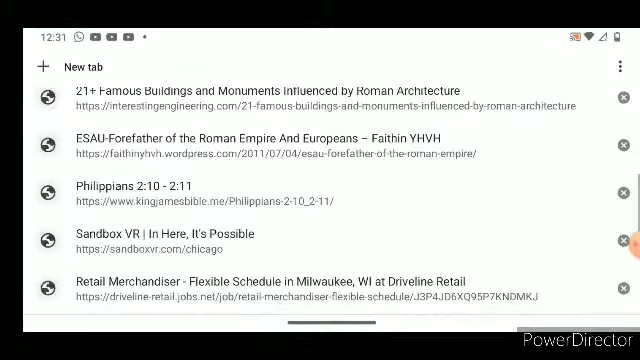 12:31
New tab
21+ Famous Buildings and Monuments Influenced by Roman Architecture
https://interestingengineering.com/21-famous-buildings-and-monuments-influenced-by-roman-architecture
ESAU-Forefather of the Roman Empire And Europeans – Faithin YHVH
https://faithinyhvh.wordpress.com/2011/07/04/esau-forefather-of-the-roman-empire/
Philippians 2:10 - 2:11
https://www.kingjamesbible.me/Philippians-2-10_2-11/
Sandbox VR | In Here, It's Possible
https://sandboxvr.com/chicago
Retail Merchandiser - Flexible Schedule in Milwaukee, WI at Driveline Retail
https://driveline-retail.jobs.net/job/retail-merchandiser-flexible-schedule/J3P4JD6XQ95P7KNDMKJ
PowerDirector